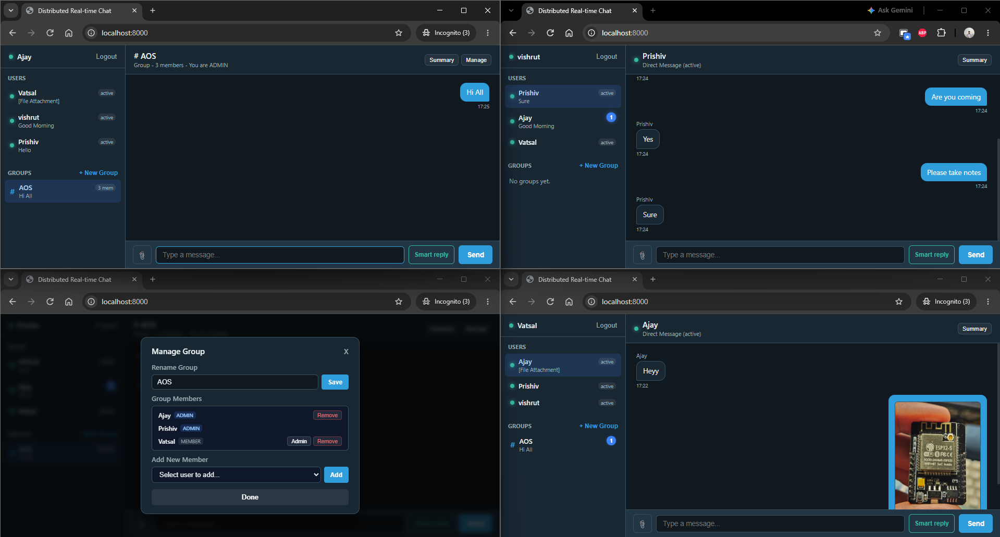 Distributed Real-time Chat
localhost:8000
Incognito (3)
Ajay
Logout
USERS
Vatsal
active
[File Attachment]
vishrut
active
Good Morning
Prishiv
active
Hello
GROUPS
+ New Group
#
AOS
3 mem
Hi All
# AOS
Group - 3 members - You are ADMIN
Summary
Manage
Hi All
17:25
Type a message...
Smart reply
Send
Distributed Real-time Chat
Ask Gemini
localhost:8000
ABP
vishrut
Logout
USERS
Prishiv
active
Sure
Ajay
1
Good Morning
Vatsal
active
GROUPS
+ New Group
No groups yet.
Prishiv
Direct Message (active)
Summary
17:24
Are you coming
17:24
Prishiv
Yes
17:24
Please take notes
17:24
Prishiv
Sure
17:24
Type a message...
Smart reply
Send
Distributed Real-time Chat
localhost:8000
Incognito (3)
Manage Group
X
Rename Group
AOS
Save
Group Members
Ajay ADMIN
Remove
Prishiv ADMIN
Vatsal MEMBER
Admin
Remove
Add New Member
Select user to add...
Add
Done
Distributed Real-time Chat
localhost:8000
Incognito (3)
Vatsal
Logout
USERS
Ajay
active
[File Attachment]
Prishiv
active
vishrut
active
GROUPS
+ New Group
#
AOS
1
Hi All
Ajay
Direct Message (active)
Summary
Ajay
Heyy
17:22
ESP32-S
Type a message...
Smart reply
Send